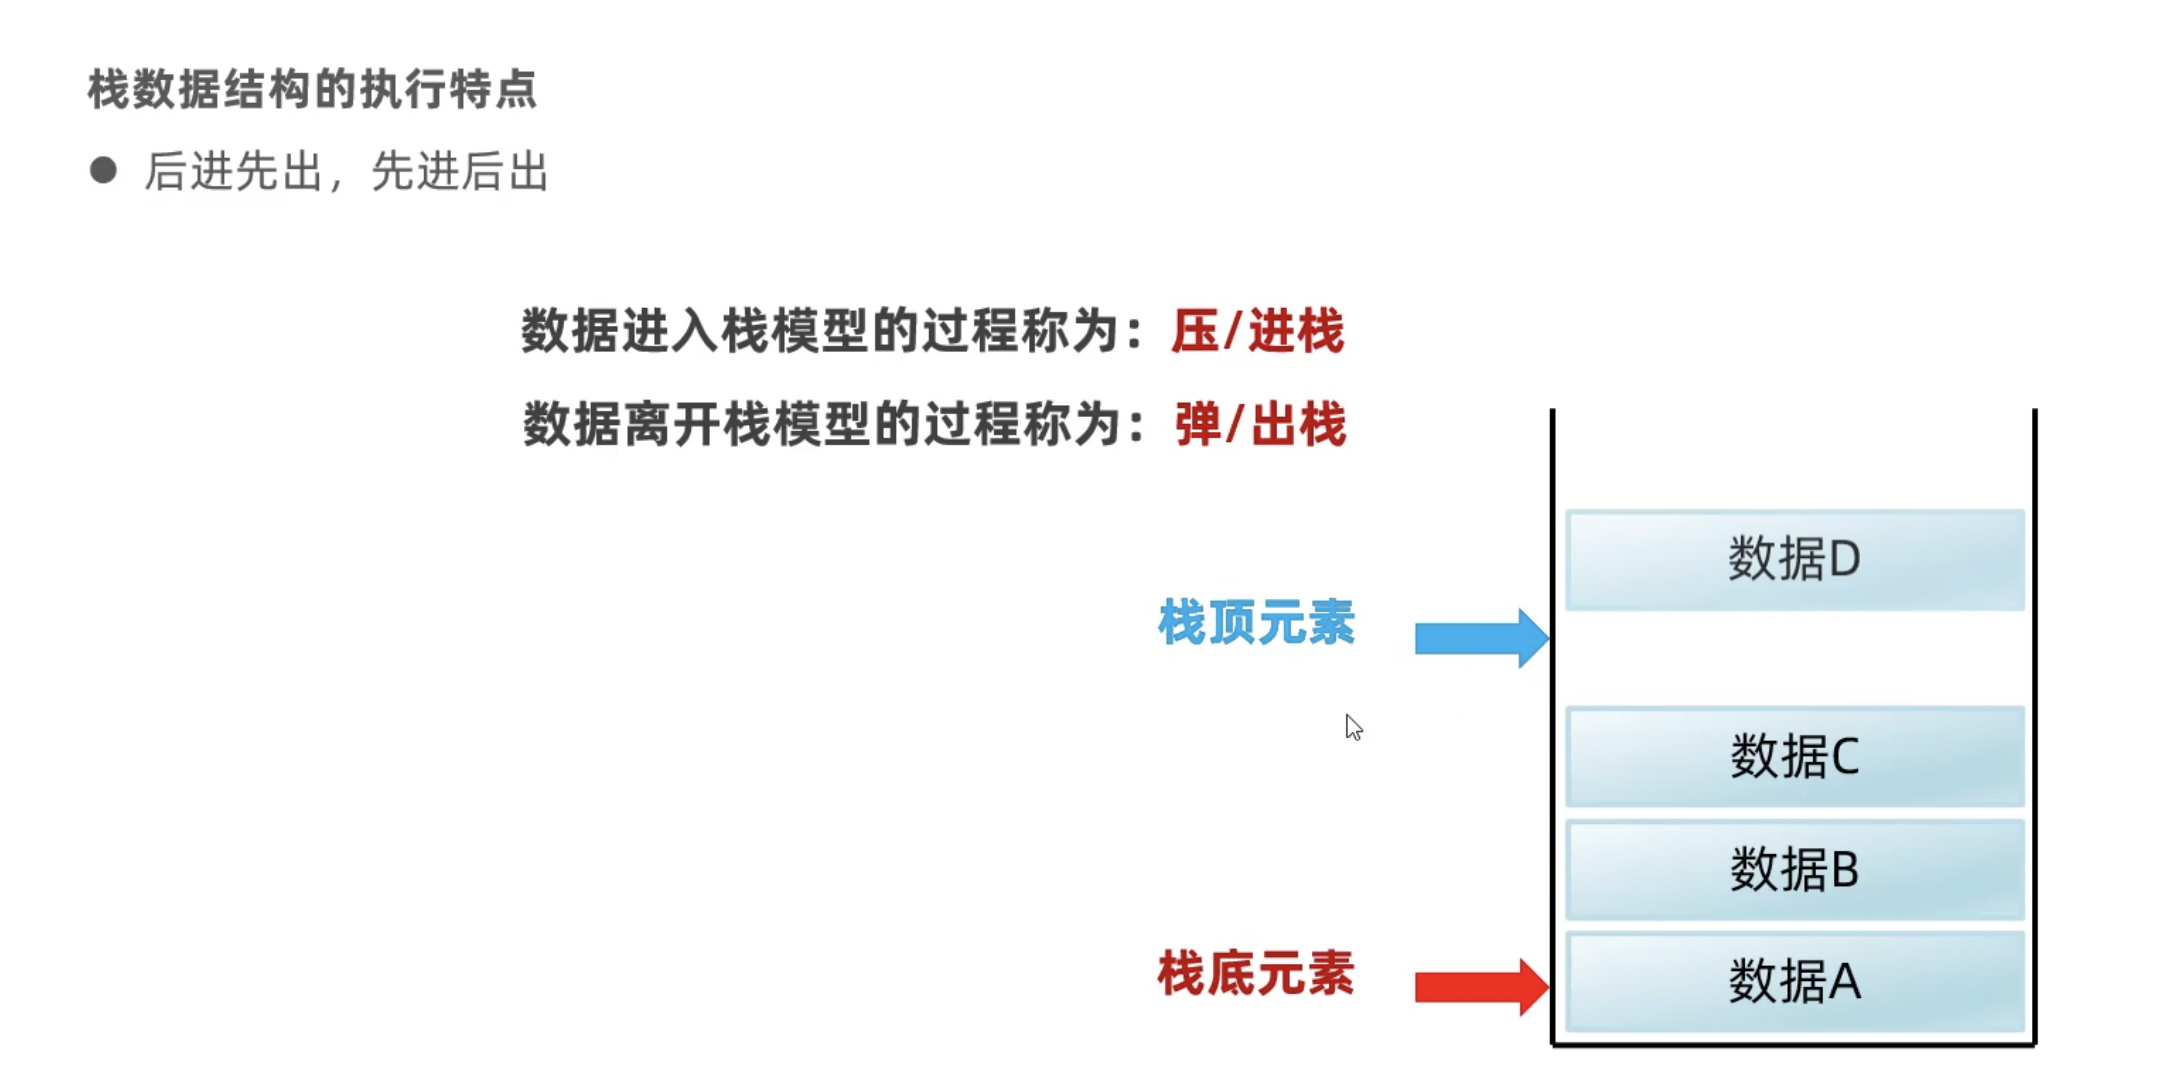 栈数据结构的执行特点
● 后进先出，先进后出
数据进入栈模型的过程称为：压/进栈
数据离开栈模型的过程称为：弹/出栈
数据D
栈顶元素
数据C
数据B
栈底元素
数据A